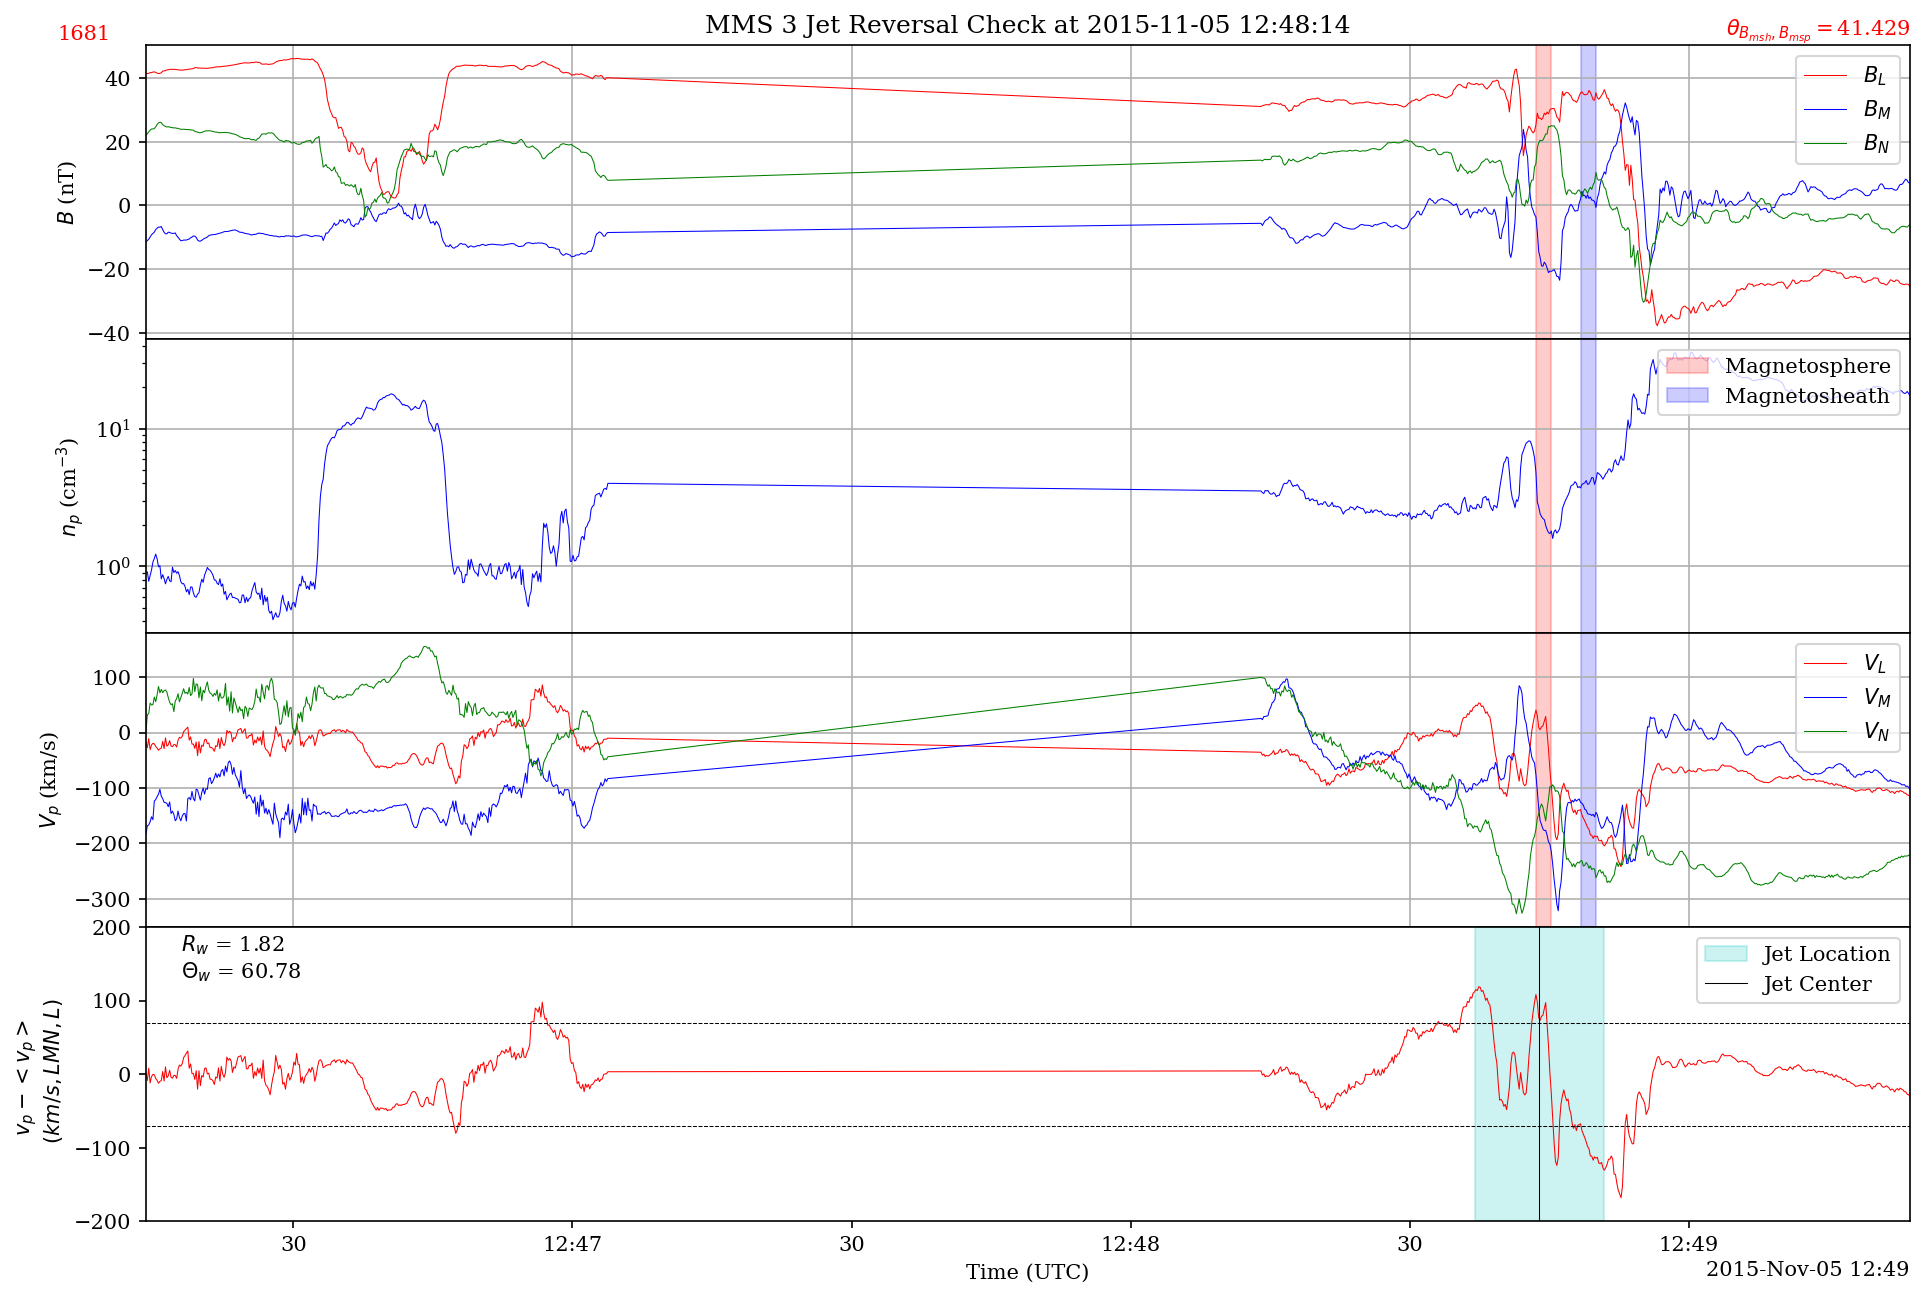 MMS 3 Jet Reversal Check at 2015-11-05 12:48:14
1681
θ_{B_{msh}, B_{msp}} = 41.429
40
20
0
−20
−40
B (nT)
B_L
B_M
B_N
10¹
10⁰
n_p (cm⁻³)
Magnetosphere
Magnetosheath
100
0
−100
−200
−300
V_p (km/s)
V_L
V_M
V_N
200
100
0
−100
−200
v_p − < v_p >
(km/s, LMN, L)
R_w = 1.82
Θ_w = 60.78
Jet Location
Jet Center
30
12:47
30
12:48
30
12:49
Time (UTC)
2015-Nov-05 12:49